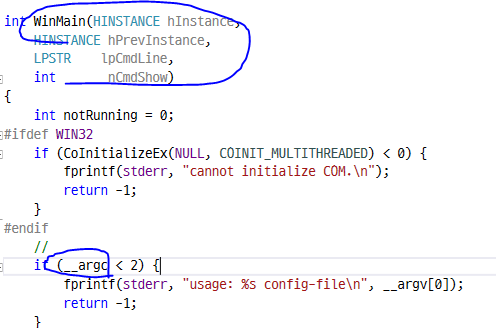 int WinMain(HINSTANCE hInstance,
HINSTANCE hPrevInstance,
LPSTR lpCmdLine,
int nCmdShow)
{
int notRunning = 0;
#ifdef WIN32
if (CoInitializeEx(NULL, COINIT_MULTITHREADED) < 0) {
fprintf(stderr, "cannot initialize COM.\n");
return -1;
}
#endif
//
if (__argc < 2) {
fprintf(stderr, "usage: %s config-file\n", __argv[0]);
return -1;
}